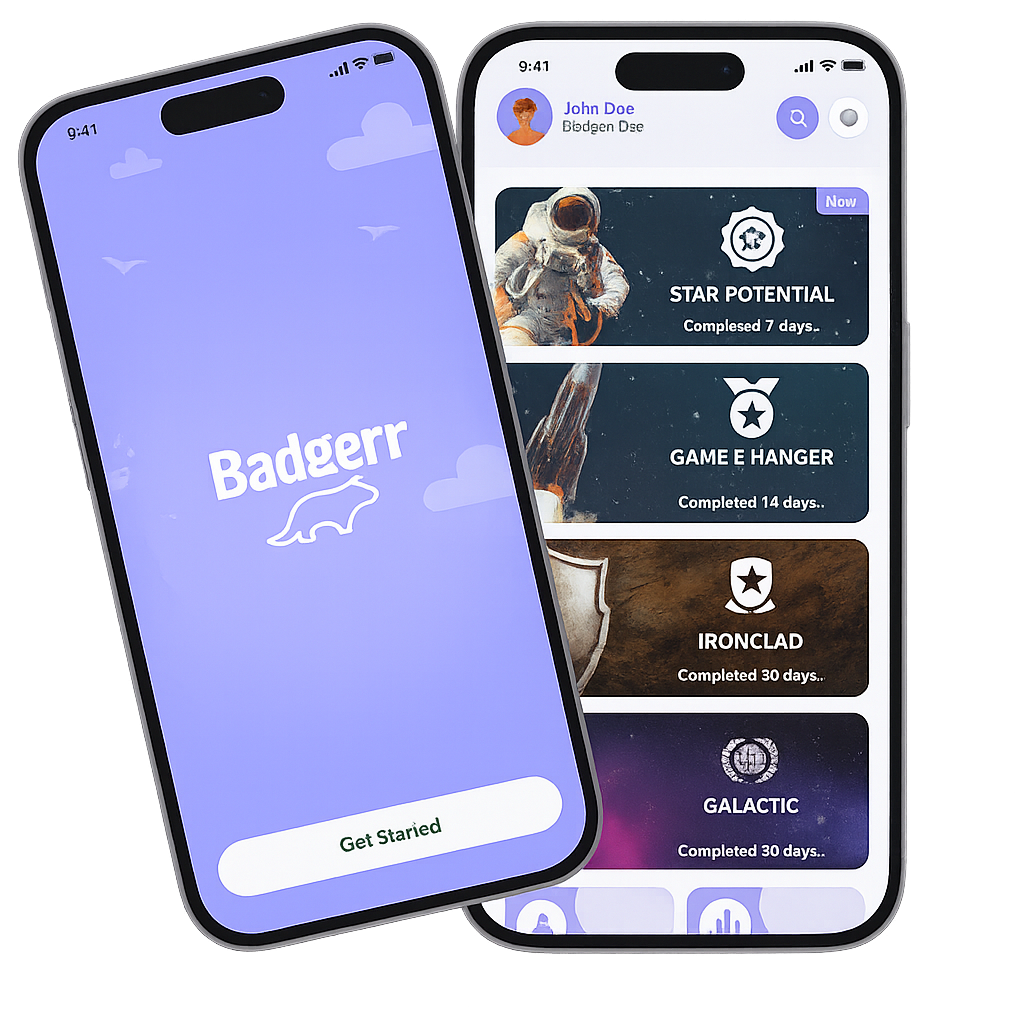 9:41
Badgerr
Get Staried
9:41
John Doe
Bbdgen Dse
Now
STAR POTENTIAL
Complesed 7 days..
GAME E HANGER
Completed 14 days..
IRONCLAD
Completed 30 days..
GALACTIC
Completed 30 days..